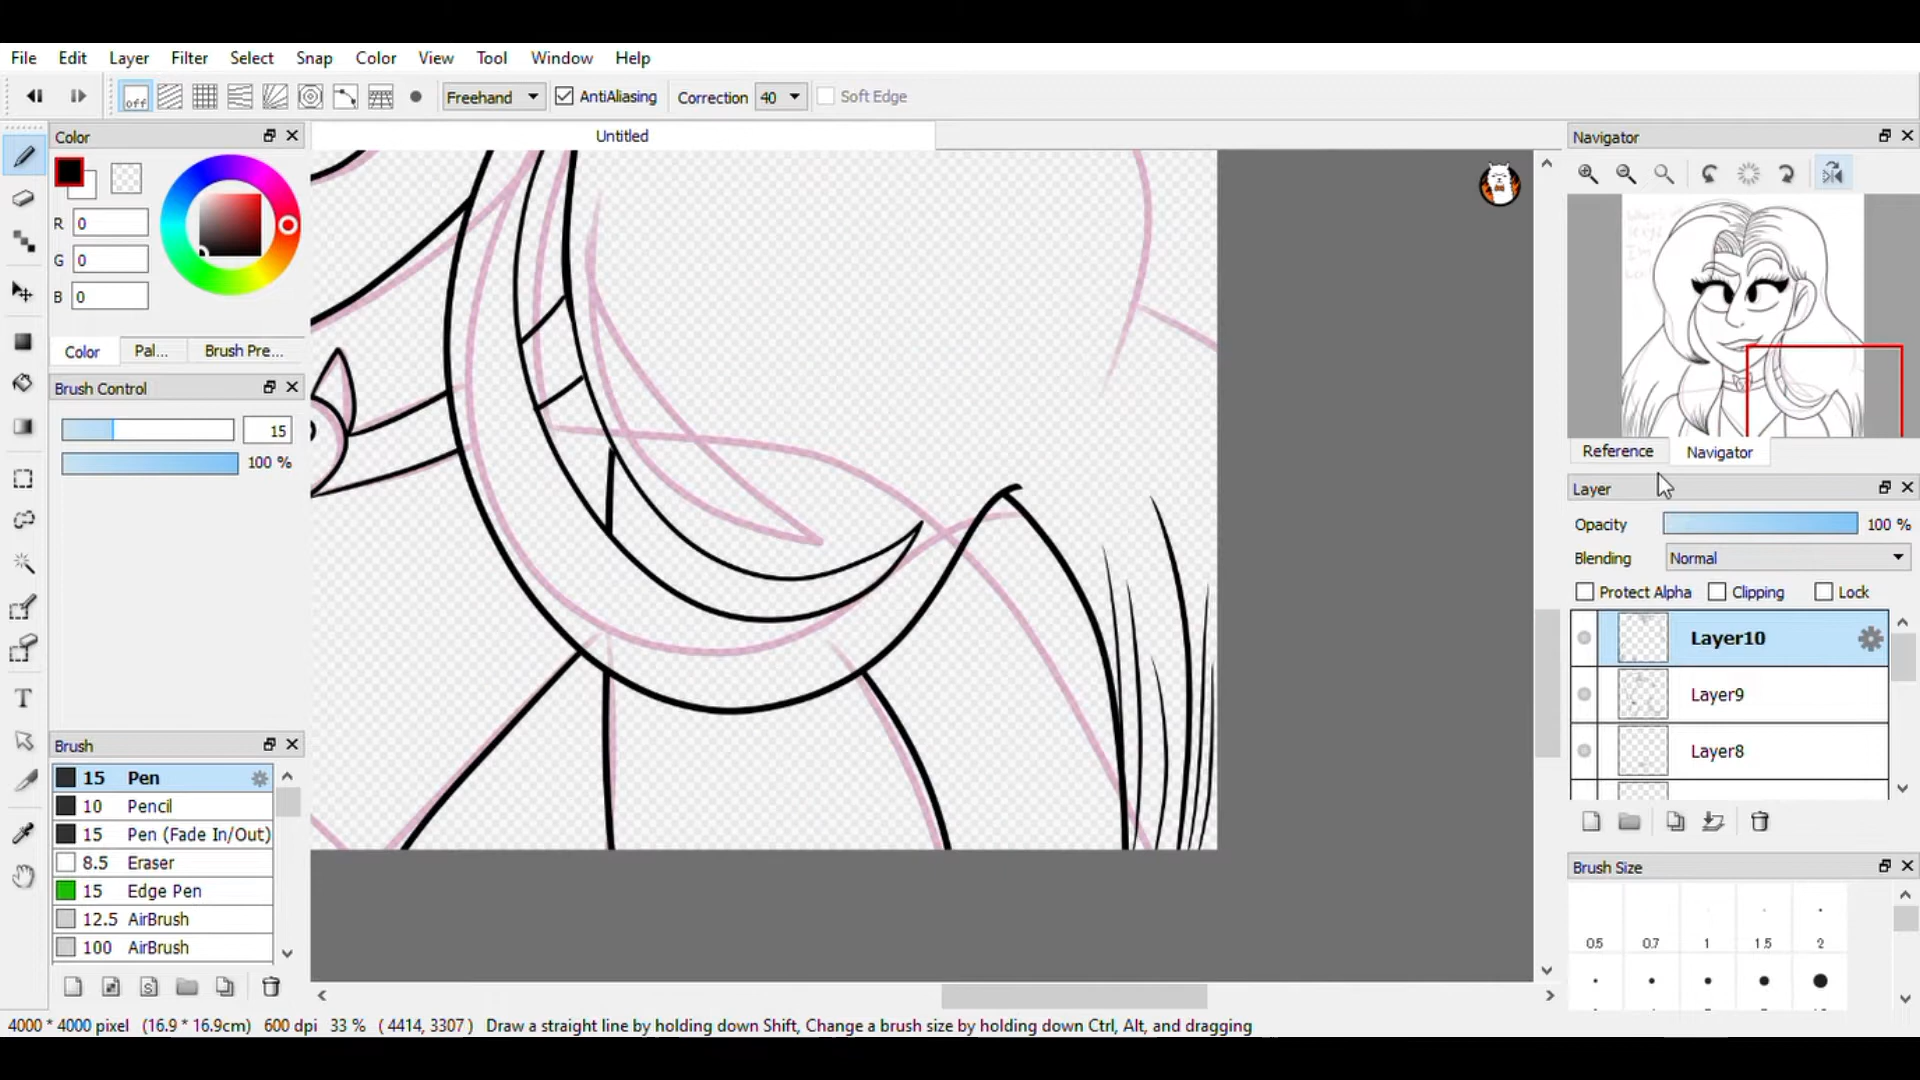 File Edit Layer Filter Select Snap Color View Tool Window Help
off Freehand AntiAliasing Correction 40 Soft Edge
Color
R 0
G 0
B 0
Color Pal... Brush Pre...
Brush Control
15
100 %
Brush
15 Pen
10 Pencil
15 Pen (Fade In/Out)
8.5 Eraser
15 Edge Pen
12.5 AirBrush
100 AirBrush
Untitled
Navigator
Reference Navigator
Layer
Opacity 100 %
Blending Normal
Protect Alpha Clipping Lock
Layer10
Layer9
Layer8
Brush Size
0.5 0.7 1 1.5 2
4000 * 4000 pixel (16.9 * 16.9cm) 600 dpi 33 % ( 4414, 3307 ) Draw a straight line by holding down Shift, Change a brush size by holding down Ctrl, Alt, and dragging